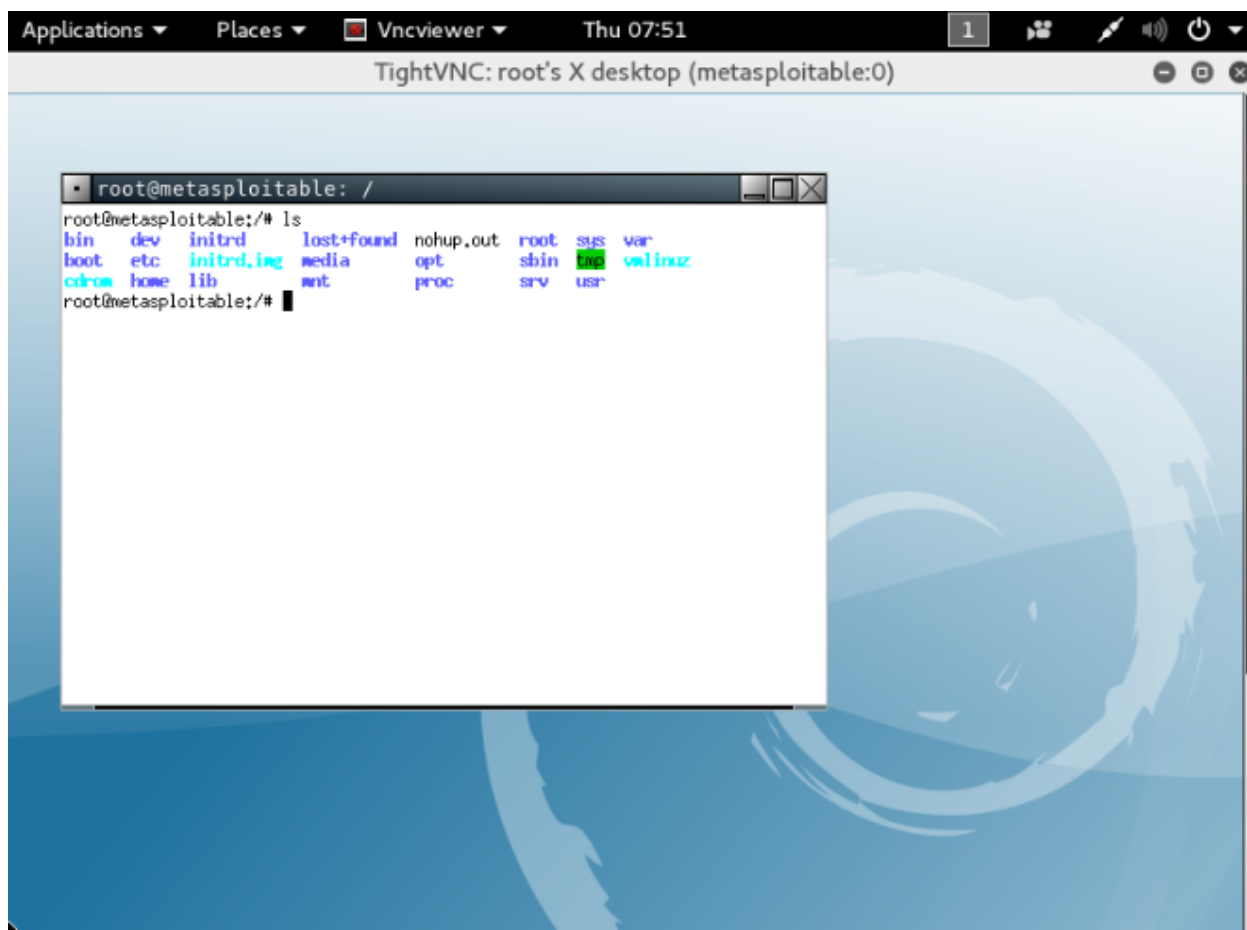 Applications Places Vncviewer Thu 07:51 1
TightVNC: root's X desktop (metasploitable:0)
root@metasploitable: /
root@metasploitable:/# ls
bin dev initrd lost+found nohup.out root sys var
boot etc initrd.img media opt sbin tmp vmlinuz
cdrom home lib mnt proc srv usr
root@metasploitable:/#